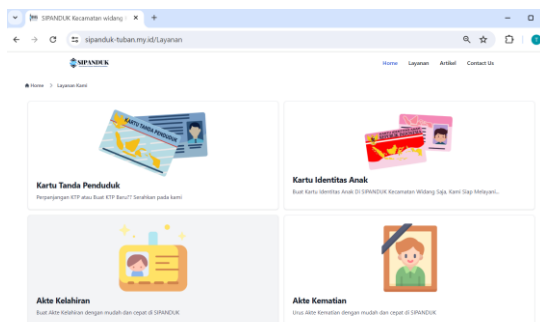 SIPANDUK Kecamatan widang
sipanduk-tuban.my.id/Layanan
SIPANDUK
Home Layanan Artikel Contact Us
Home > Layanan Kami
KARTU TANDA PENDUDUK
Kartu Tanda Penduduk
Perpanjangan KTP atau Buat KTP Baru?? Serahkan pada kami
REPUBLIK INDONESIA
Kartu Identitas Anak
Buat Kartu Identitas Anak Di SIPANDUK Kecamatan Widang Saja. Kami Siap Melayani...
Akte Kelahiran
Buat Akte Kelahiran dengan mudah dan cepat di SIPANDUK
Akte Kematian
Urus Akte Kematian dengan mudah dan cepat di SIPANDUK